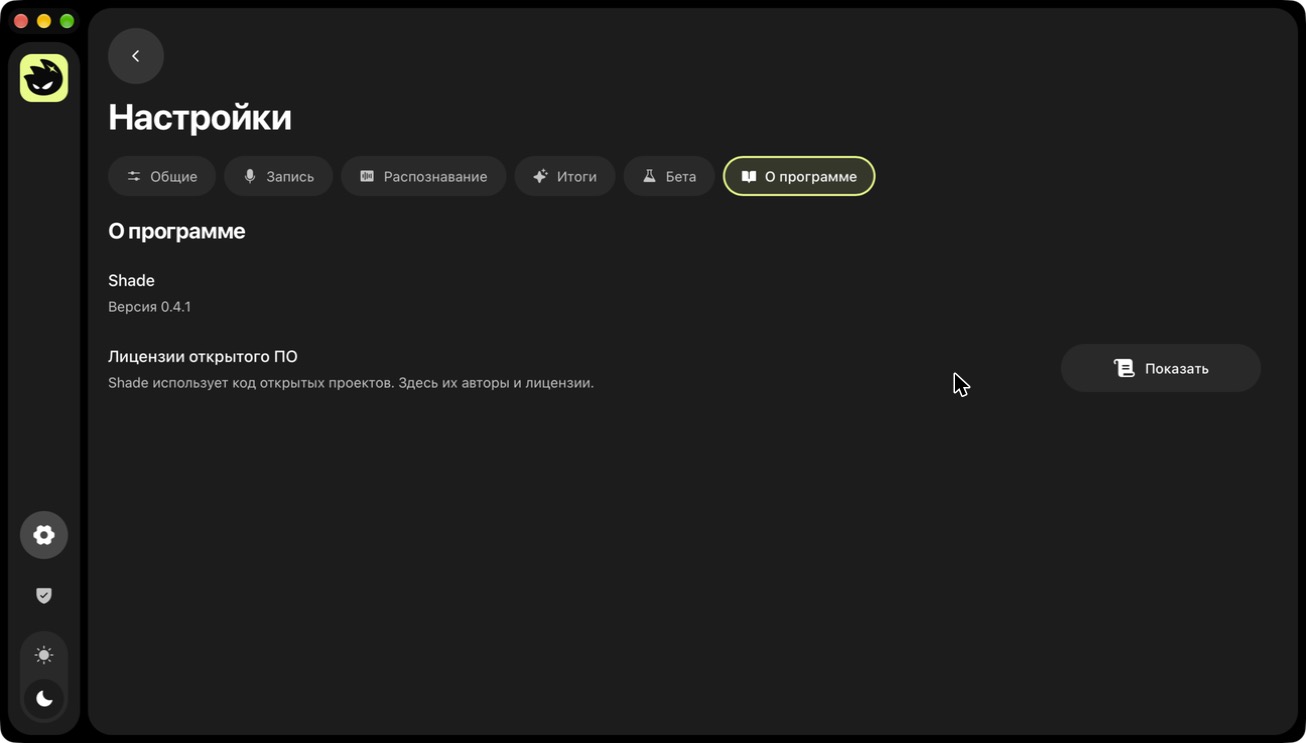 Настройки
Общие
Запись
Распознавание
Итоги
Бета
О программе
О программе
Shade
Версия 0.4.1
Лицензии открытого ПО
Shade использует код открытых проектов. Здесь их авторы и лицензии.
Показать